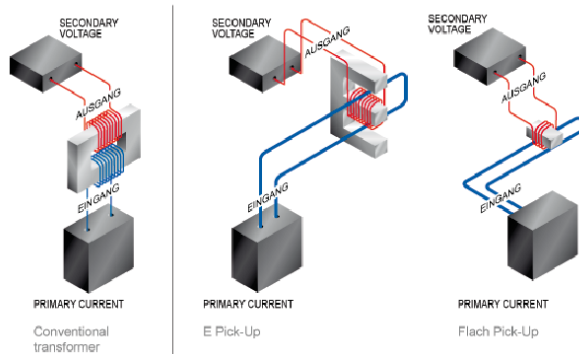 SECONDARY
VOLTAGE
AUSGANG
EINGANG
PRIMARY CURRENT
Conventional
transformer
SECONDARY
VOLTAGE
AUSGANG
EINGANG
PRIMARY CURRENT
E Pick-Up
SECONDARY
VOLTAGE
AUSGANG
EINGANG
PRIMARY CURRENT
Flach Pick-Up